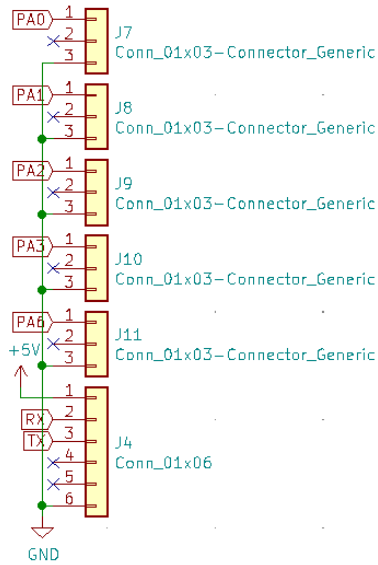 PA0 1 J7
2 Conn_01x03-Connector_Generic
3
PA1 1 J8
2 Conn_01x03-Connector_Generic
3
PA2 1 J9
2 Conn_01x03-Connector_Generic
3
PA3 1 J10
2 Conn_01x03-Connector_Generic
3
PA6 1 J11
2 Conn_01x03-Connector_Generic
+5V 3
1
RX 2
TX 3 J4
4 Conn_01x06
5
6
GND